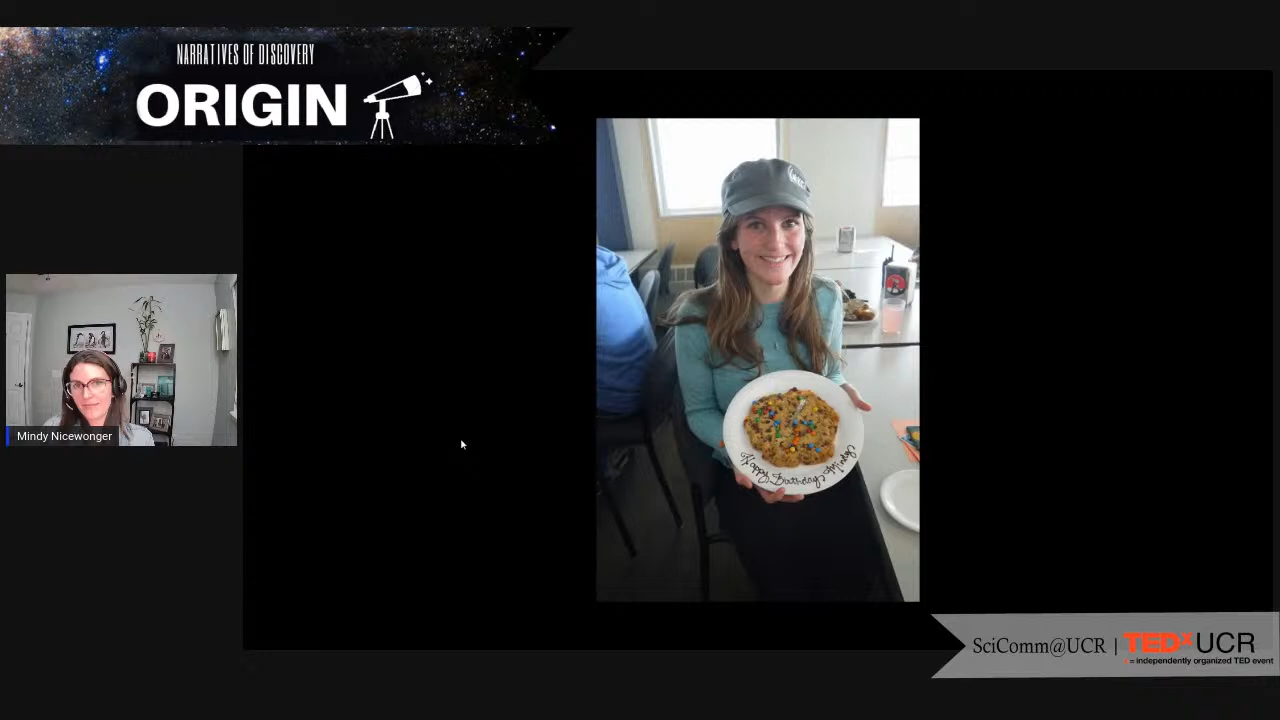 NARRATIVES OF DISCOVERY
ORIGIN
Mindy Nicewonger
Happy Birthday
SciComm@UCR | TEDxUCR
x = independently organized TED event